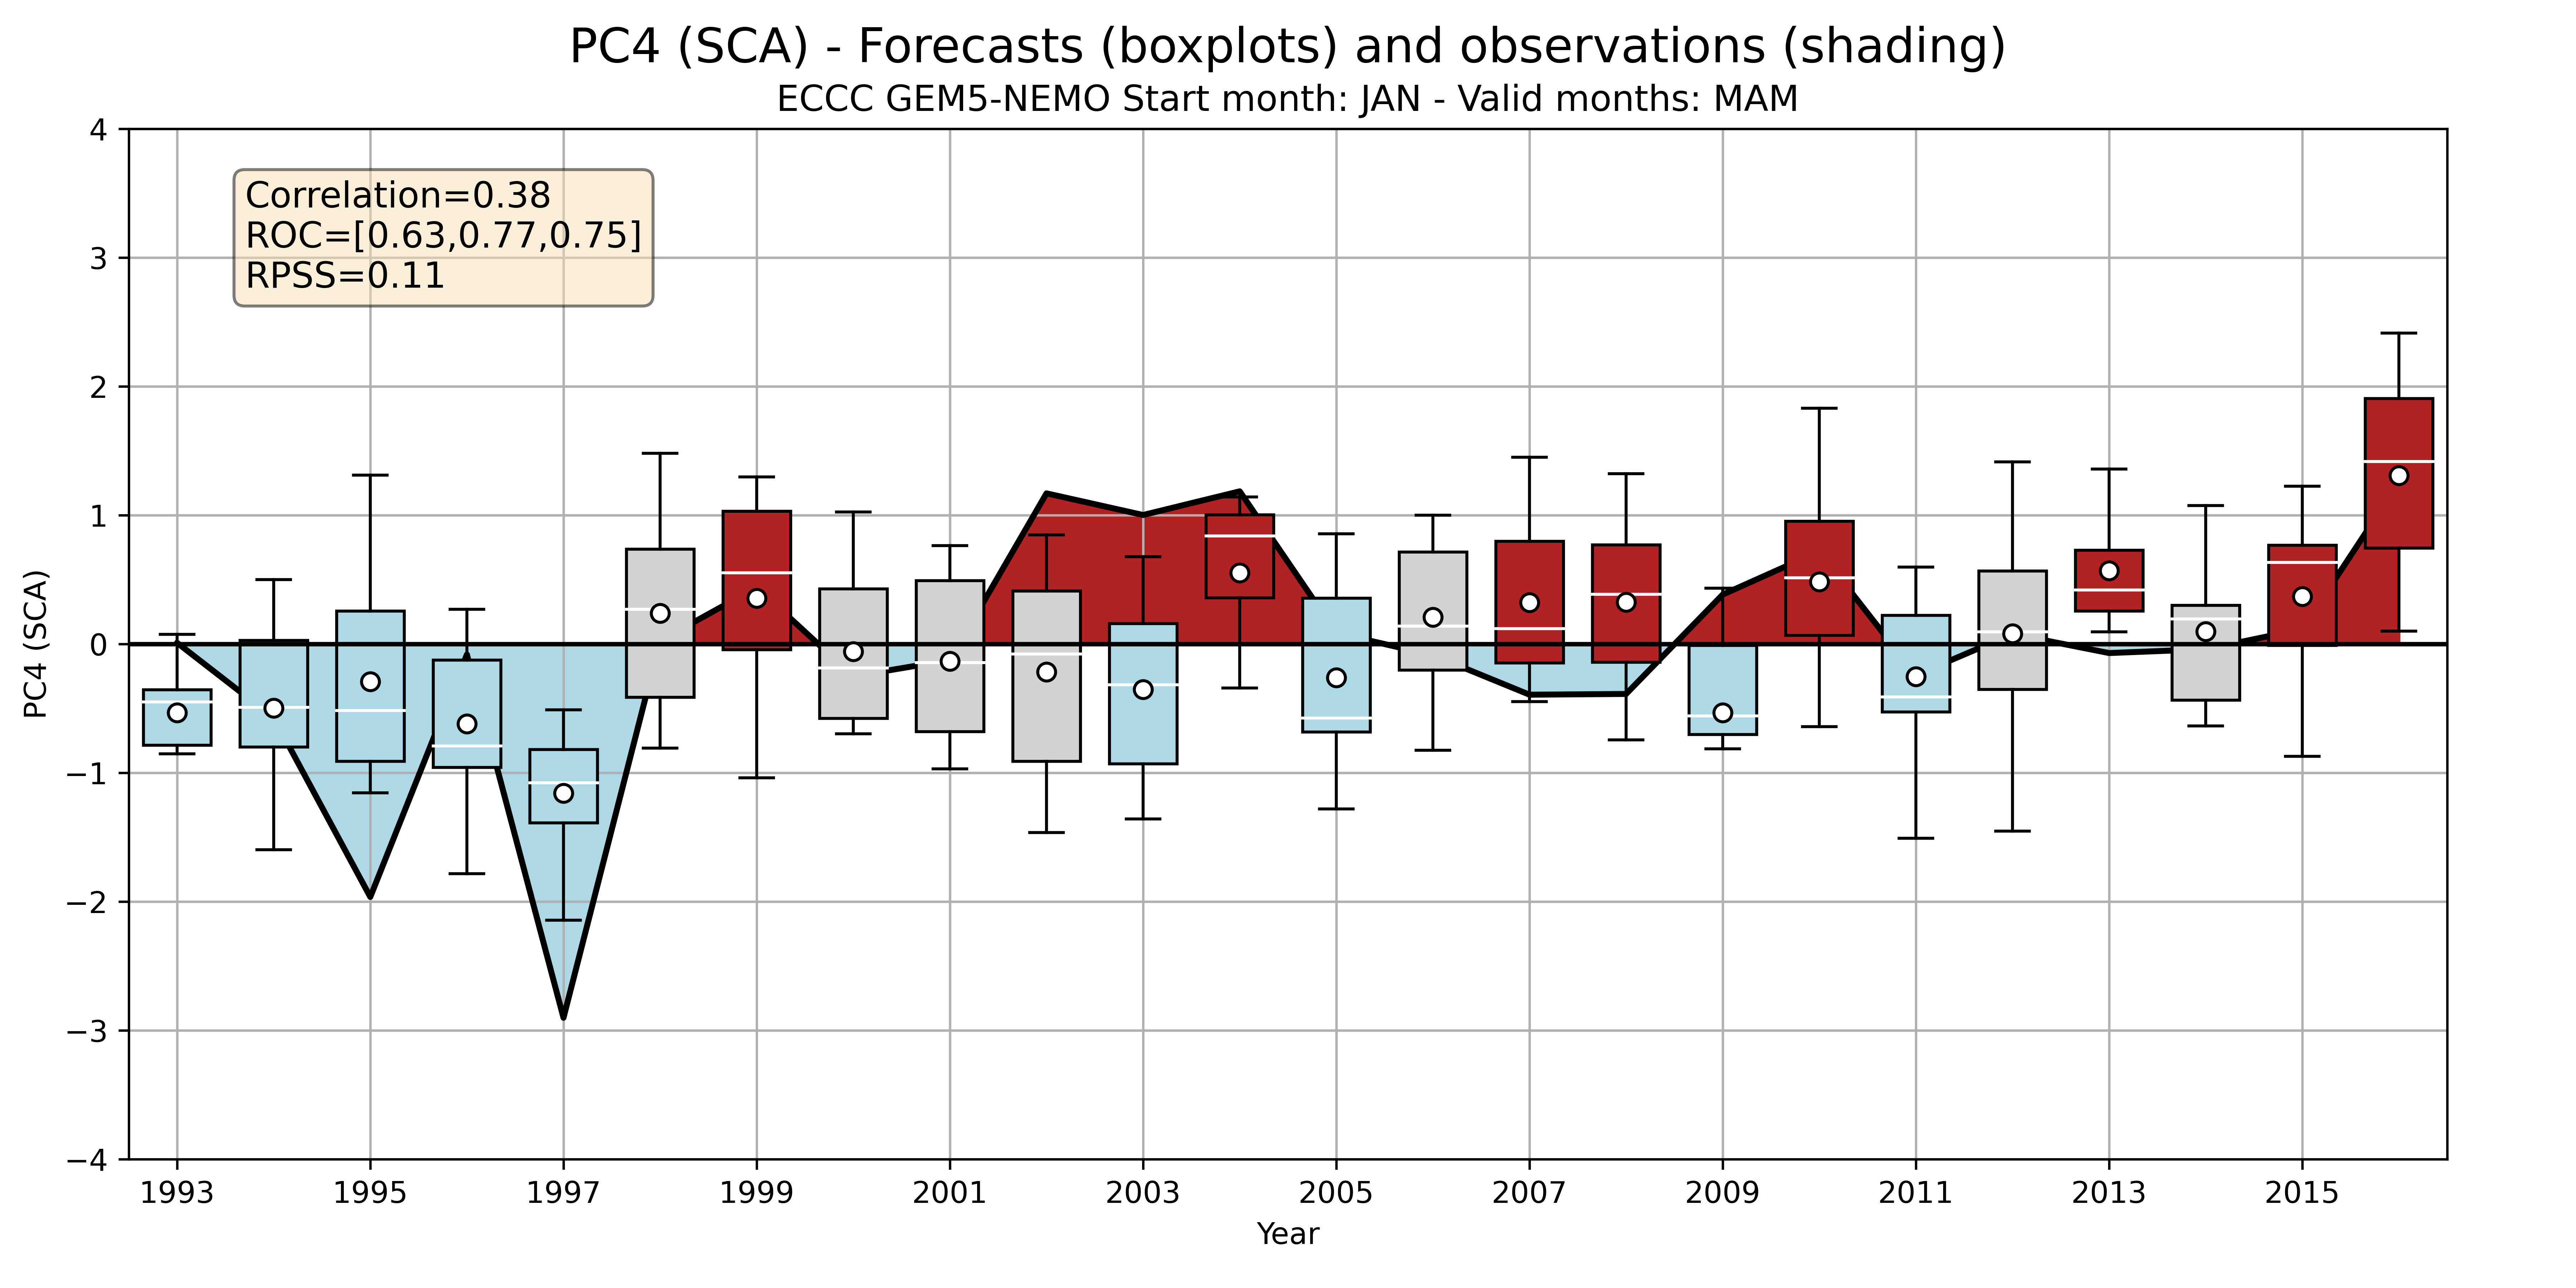 PC4 (SCA) - Forecasts (boxplots) and observations (shading)
ECCC GEM5-NEMO Start month: JAN - Valid months: MAM
Correlation=0.38
ROC=[0.63,0.77,0.75]
RPSS=0.11
PC4 (SCA)
4
3
2
1
0
−1
−2
−3
−4
1993 1995 1997 1999 2001 2003 2005 2007 2009 2011 2013 2015
Year